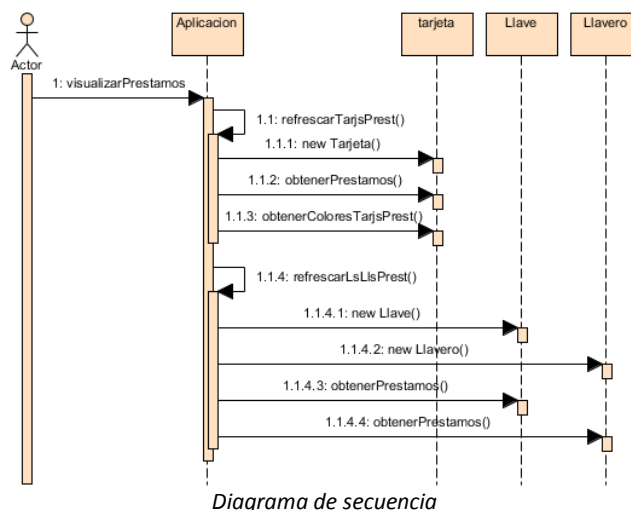 Aplicacion
tarjeta
Llave
Llavero
Actor
1: visualizarPrestamos
1.1: refrescarTarjsPrest()
1.1.1: new Tarjeta()
1.1.2: obtenerPrestamos()
1.1.3: obtenerColoresTarjsPrest()
1.1.4: refrescarLsLlsPrest()
1.1.4.1: new Llave()
1.1.4.2: new Llavero()
1.1.4.3: obtenerPrestamos()
1.1.4.4: obtenerPrestamos()
Diagrama de secuencia